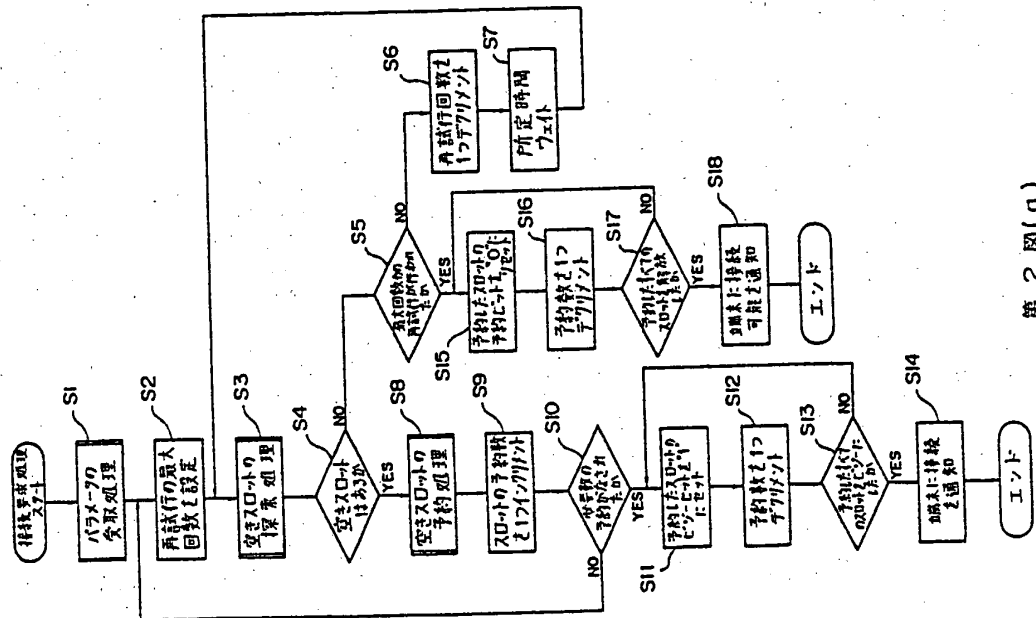 接続要求処理
スタート
S1
パラメータの
受取処理
S2
再試行の最大
回数を設定
S3
空きスロットの
探索処理
S4
空きスロット
はあるか
NO
YES
S5
最大回数の
再試行が行われ
たか
NO
YES
S6
再試行回数を
1つデクリメント
S7
所定時間
ウェイト
S8
空きスロットの
予約処理
S9
スロットの予約数
を1つインクリメント
S10
必要数の
予約がなされ
たか
NO
YES
S11
予約したスロットの
ビジービットを"1"
にセット
S12
予約数を1つ
デクリメント
S13
予約したすべて
のスロットをビジーに
したか
NO
YES
S14
端末に接続
を通知
エンド
S15
予約したスロットの
予約ビットを"0"に
リセット
S16
予約数を1つ
デクリメント
S17
予約したすべての
スロットを解放
したか
NO
YES
S18
端末に接続
可能を通知
エンド
第2図(a)